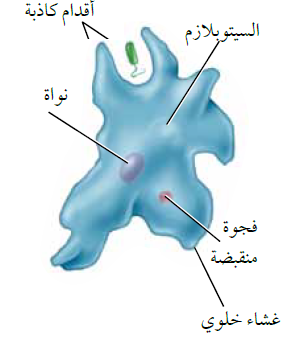 أقدام كاذبة
السيتوبلازم
نواة
فجوة
منقبضة
غشاء خلوي